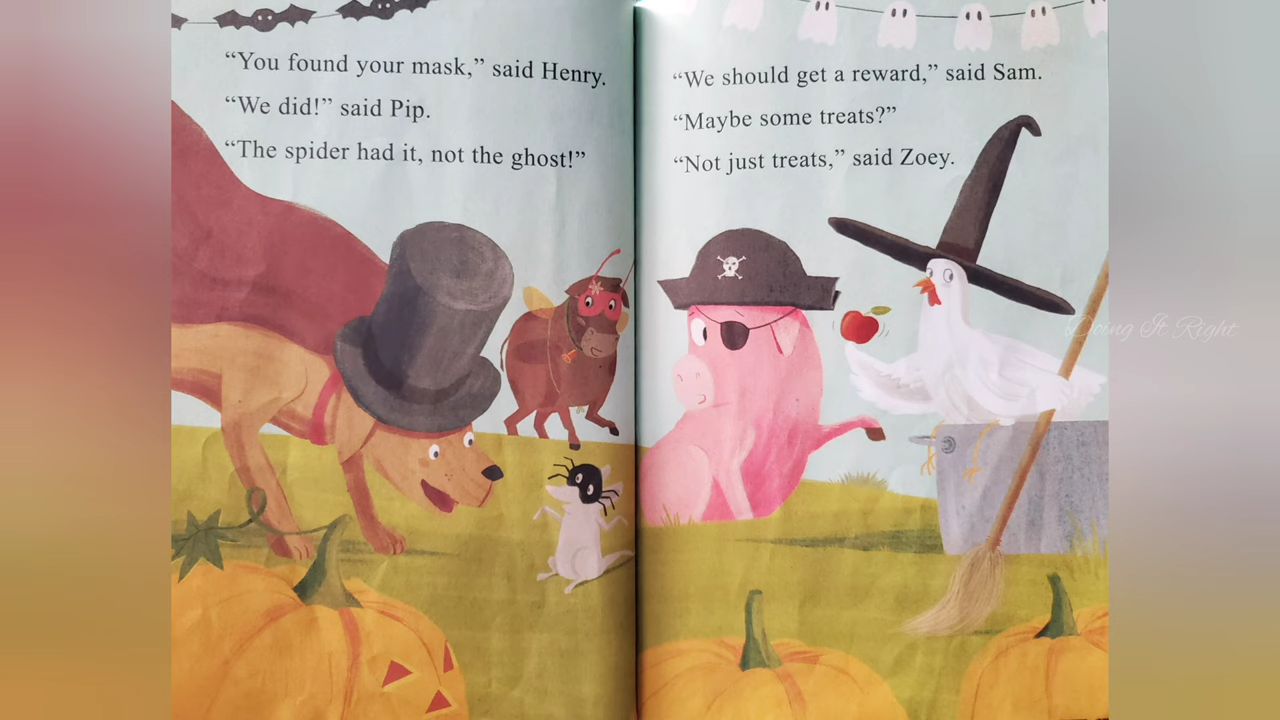 “You found your mask,” said Henry.
“We did!” said Pip.
“The spider had it, not the ghost!”
“We should get a reward,” said Sam.
“Maybe some treats?”
“Not just treats,” said Zoey.
Doing It Right